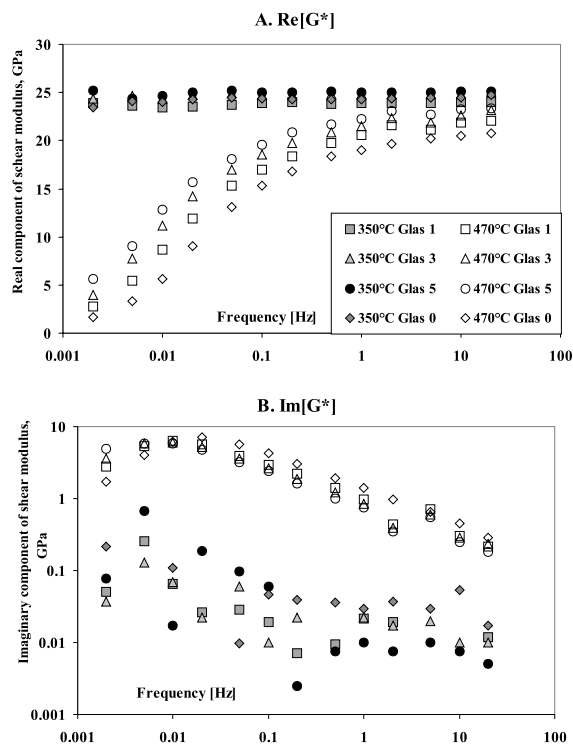 A. Re[G*]
Real component of schear modulus, GPa
30
25
20
15
10
5
0
350°C Glas 1
470°C Glas 1
350°C Glas 3
470°C Glas 3
350°C Glas 5
470°C Glas 5
350°C Glas 0
470°C Glas 0
Frequency [Hz]
0.001
0.01
0.1
1
10
100
B. Im[G*]
Imaginary component of shear modulus,
GPa
10
1
0.1
0.01
0.001
Frequency [Hz]
0.001
0.01
0.1
1
10
100